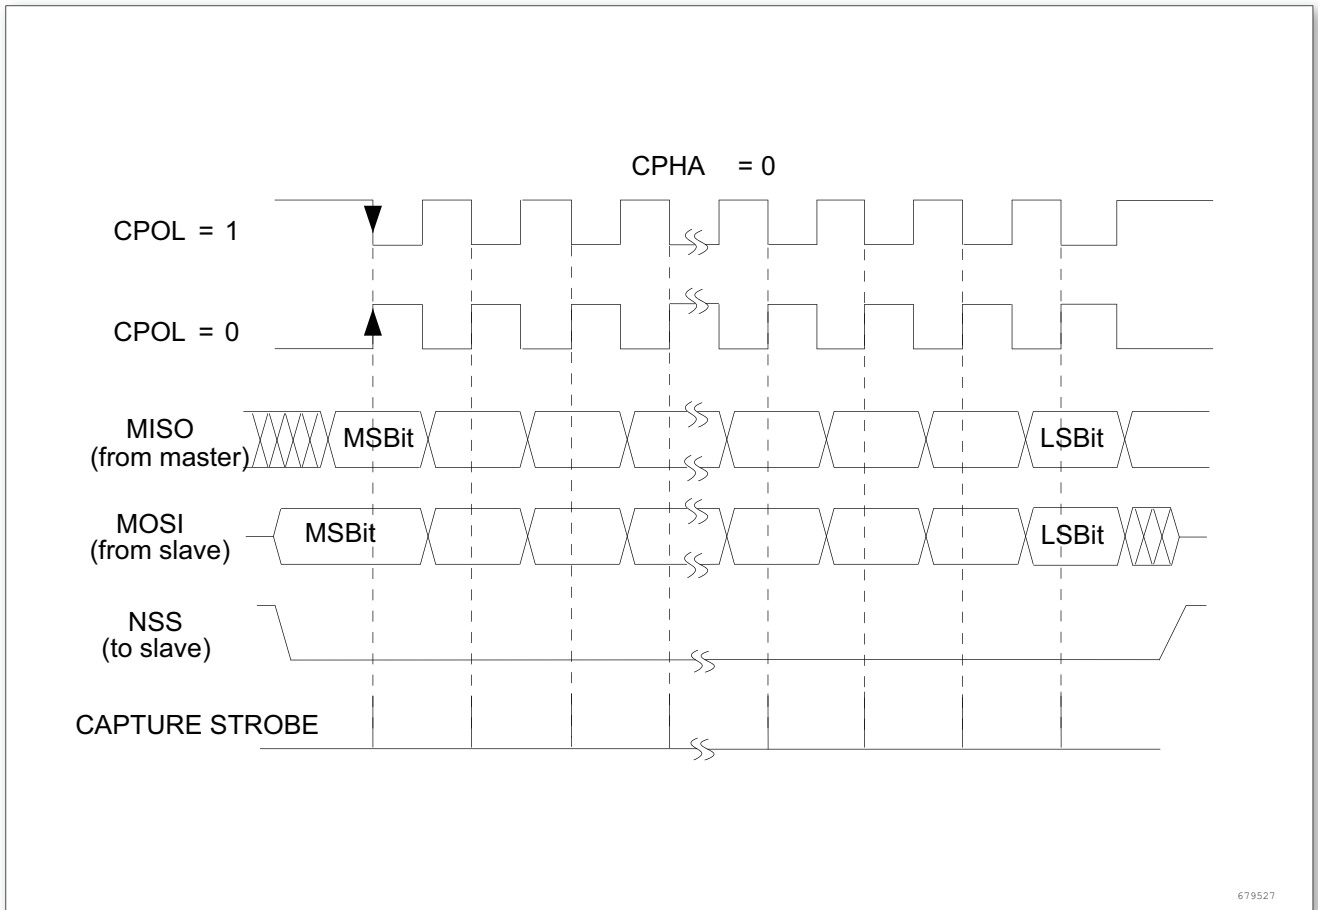 CPHA = 0
CPOL = 1
CPOL = 0
MISO
(from master)
MSBit
LSBit
MOSI
(from slave)
MSBit
LSBit
NSS
(to slave)
CAPTURE STROBE
679527